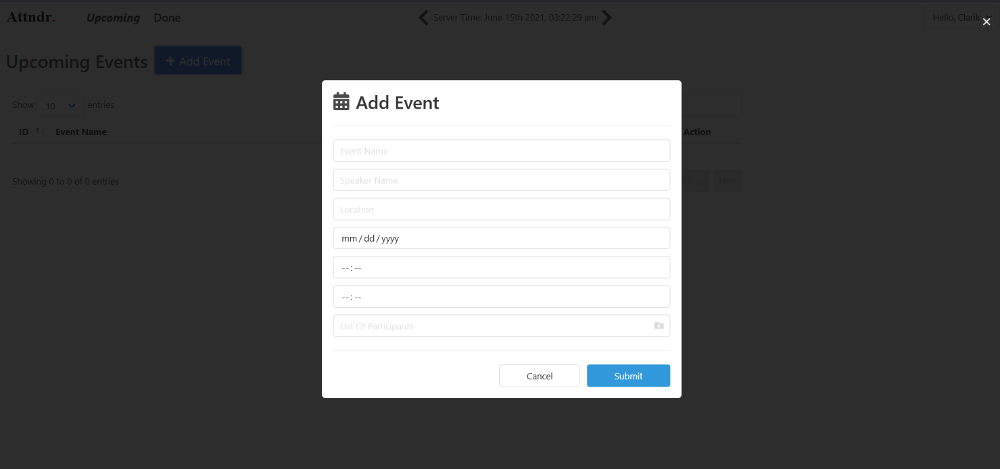 Attndr. Upcoming Done Server Time: June 15th 2021, 03:22:29 am Hello, Clarik
Upcoming Events + Add Event
Add Event
Show 10 entries
ID Event Name Action
Event Name
Speaker Name
Showing 0 to 0 of 0 entries Next
Location
mm/dd/yyyy
--:--
--:--
List Of Participants
Cancel Submit